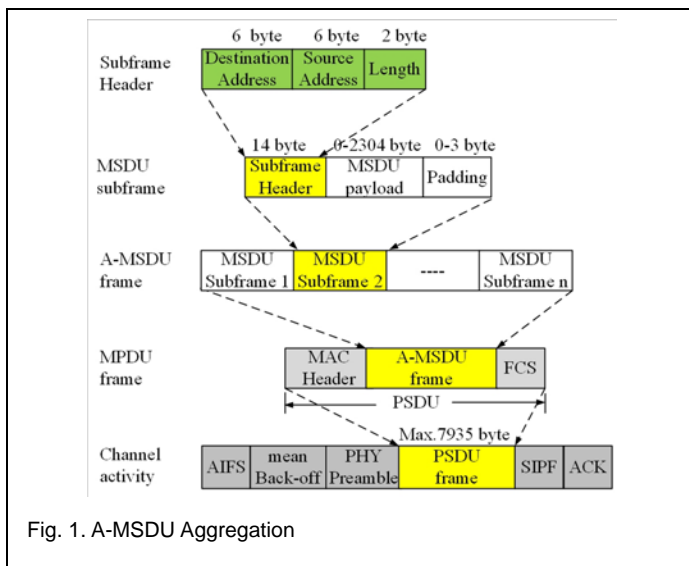 6 byte 6 byte 2 byte
Subframe Header
Destination Address Source Address Length
14 byte 0-2304 byte 0-3 byte
MSDU subframe
Subframe Header MSDU payload Padding
A-MSDU frame
MSDU Subframe 1 MSDU Subframe 2 ---- MSDU Subframe n
MPDU frame
MAC Header A-MSDU frame FCS
PSDU
Max.7935 byte
Channel activity
AIFS mean Back-off PHY Preamble PSDU frame SIPF ACK
Fig. 1. A-MSDU Aggregation